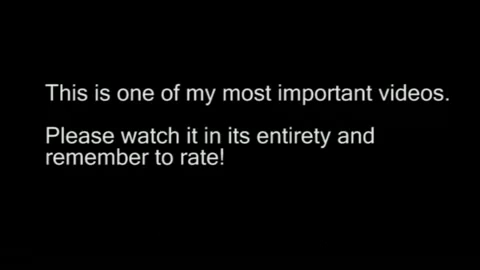 This is one of my most important videos.
Please watch it in its entirety and
remember to rate!